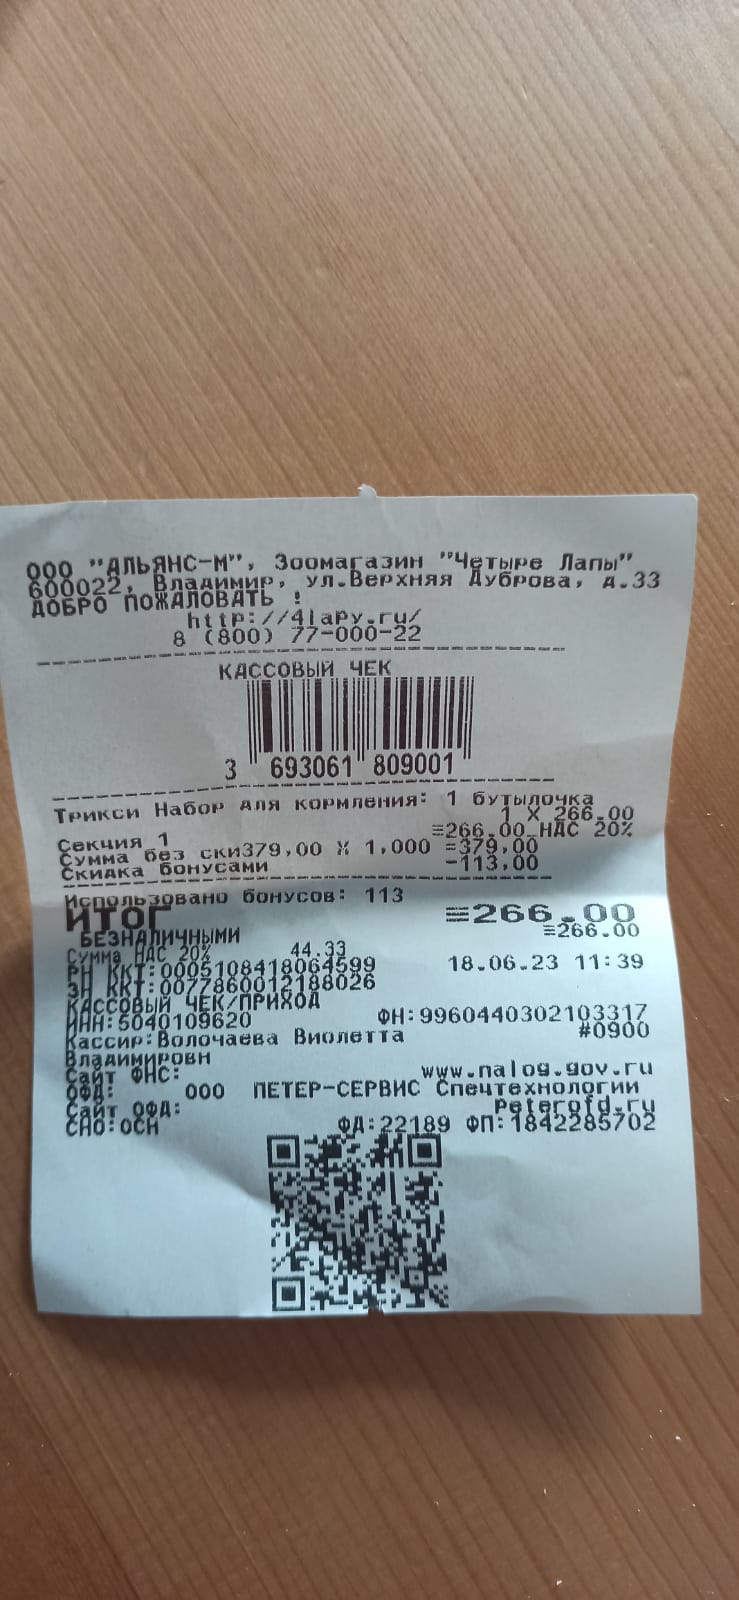 ООО "АЛЬЯНС-М", Зоомагазин "Четыре Лапы"
600022, Владимир, ул.Верхняя Дуброва, д.33
ДОБРО ПОЖАЛОВАТЬ !
http://4lapy.ru/
8 (800) 77-000-22
КАССОВЫЙ ЧЕК
3 693061 809001
Трикси Набор для кормления: 1 бутылочка
1 X 266.00
Секция 1 ≡266.00_НДС 20%
Сумма без ски379,00 X 1,000 =379,00
Скидка бонусами -113,00
Использовано бонусов: 113
ИТОГ ≡266.00
БЕЗНАЛИЧНЫМИ ≡266.00
Сумма НДС 20% 44.33
РН ККТ:0005108418064599 18.06.23 11:39
ЗН ККТ:0077860012188026
КАССОВЫЙ ЧЕК/ПРИХОД
ИНН:5040109620 ФН:9960440302103317
Кассир:Волочаева Виолетта #0900
Владимировн
Сайт ФНС: www.nalog.gov.ru
ОФД: ООО ПЕТЕР-СЕРВИС Спецтехнологии
Сайт ОФД: peterofd.ru
СНО:ОСН ФД:22189 ФП:1842285702